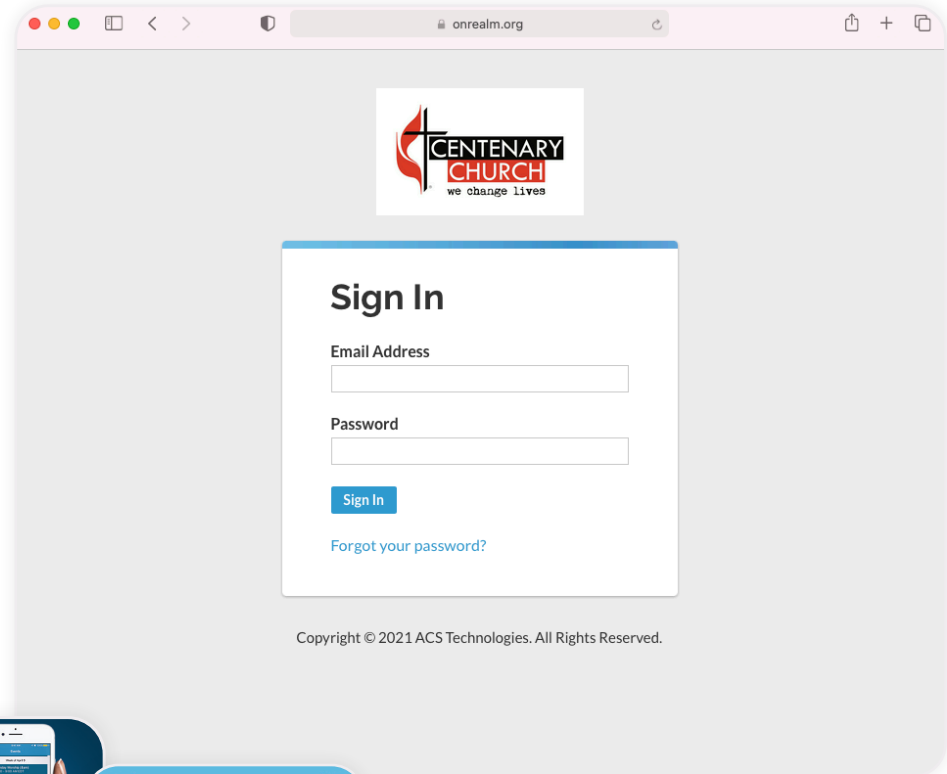 onrealm.org
CENTENARY
CHURCH
we change lives
Sign In
Email Address
Password
Sign In
Forgot your password?
Copyright © 2021 ACS Technologies. All Rights Reserved.